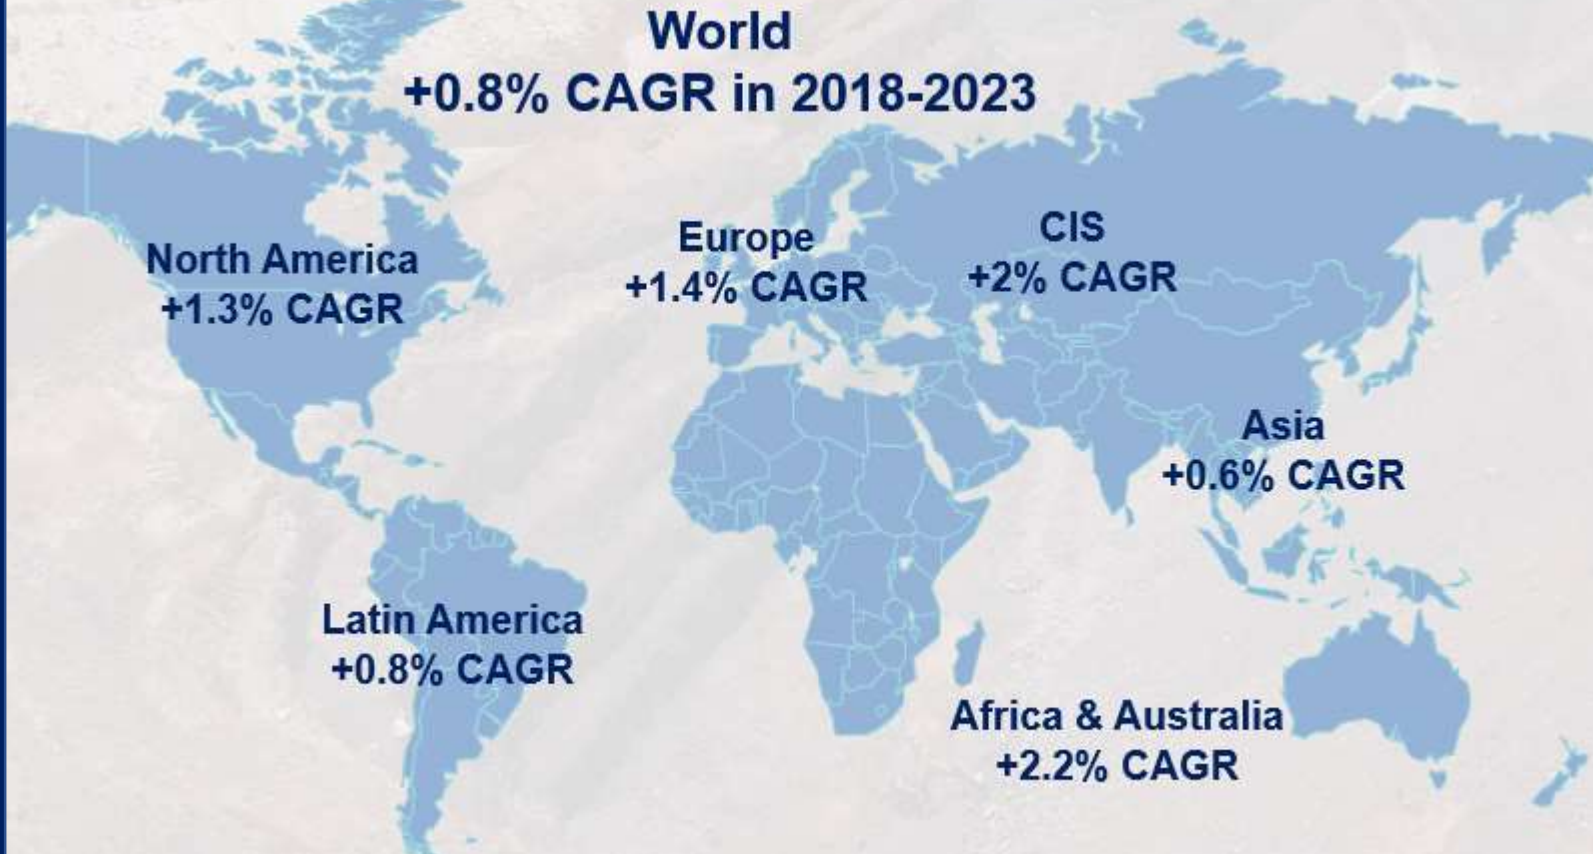 World
+0.8% CAGR in 2018-2023
North America
+1.3% CAGR
Europe
+1.4% CAGR
CIS
+2% CAGR
Asia
+0.6% CAGR
Latin America
+0.8% CAGR
Africa & Australia
+2.2% CAGR